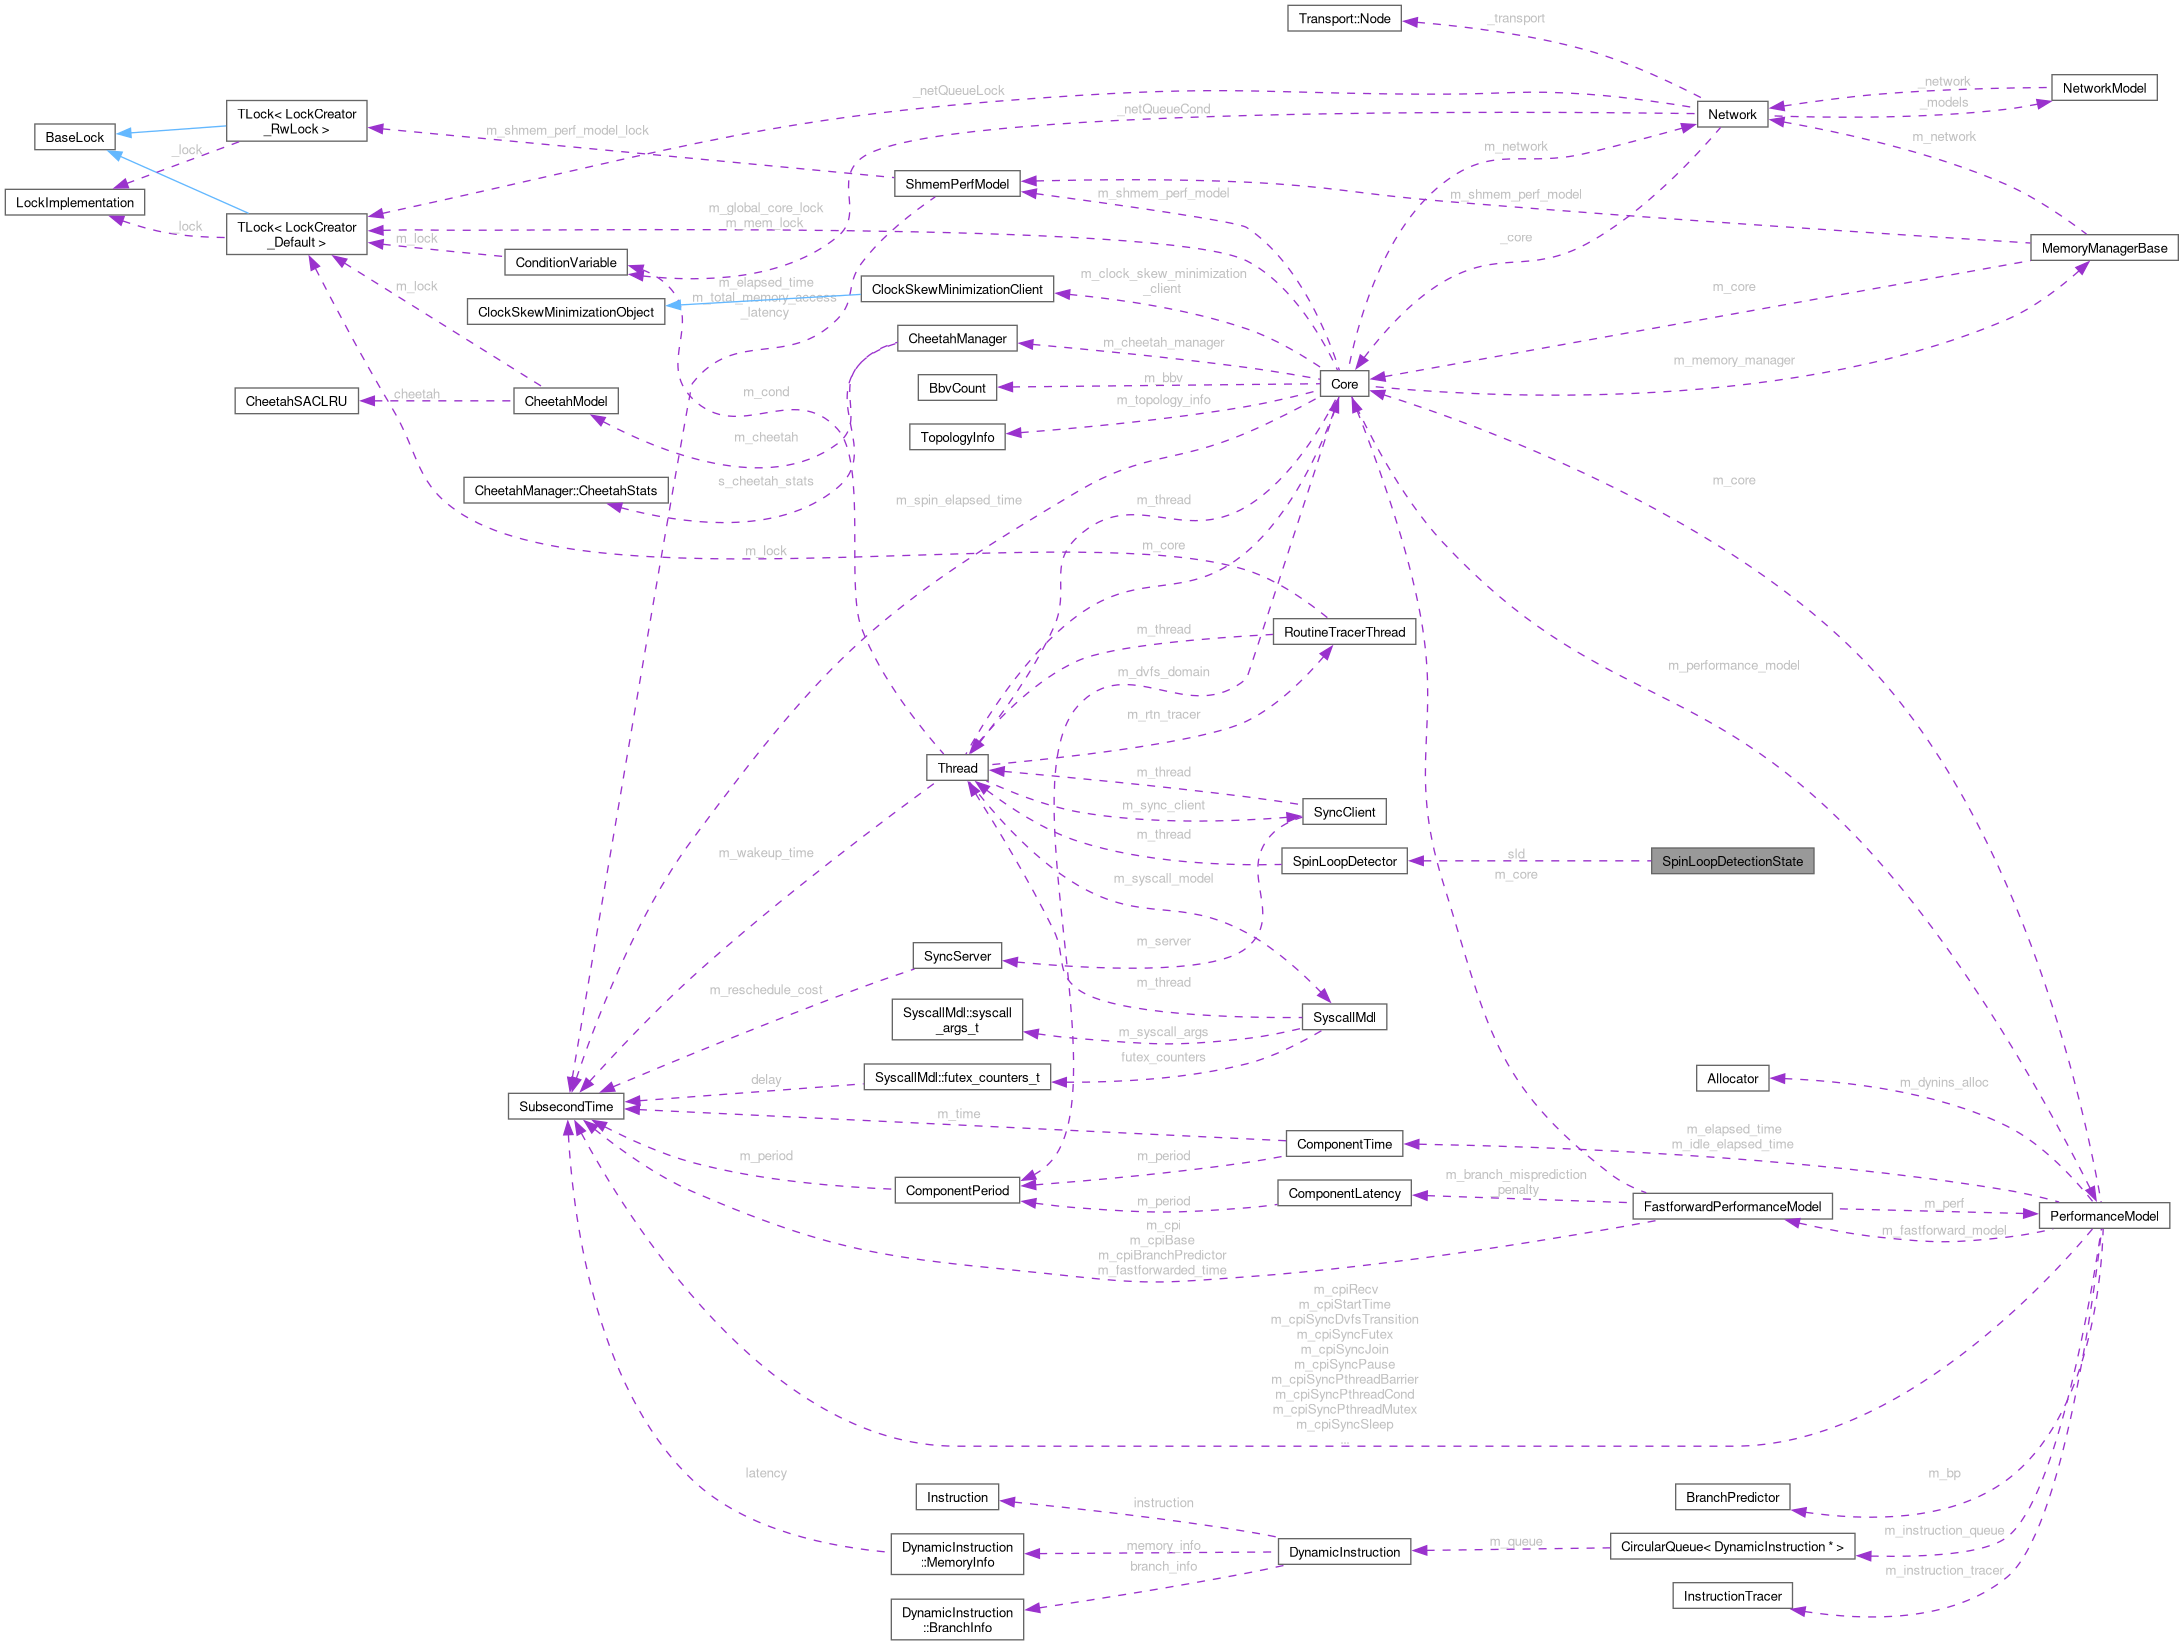 Transport::Node
_transport
NetworkModel
_network
_models
Network
_netQueueLock
_netQueueCond
TLock< LockCreator
_RwLock >
BaseLock
m_shmem_perf_model_lock
_lock
m_network
m_network
ShmemPerfModel
LockImplementation
m_shmem_perf_model
m_shmem_perf_model
m_global_core_lock
m_mem_lock
_lock
TLock< LockCreator
_Default >
m_lock
_core
MemoryManagerBase
ConditionVariable
m_clock_skew_minimization
_client
m_elapsed_time
m_total_memory_access
_latency
m_lock
ClockSkewMinimizationClient
m_core
ClockSkewMinimizationObject
CheetahManager
m_cheetah_manager
m_memory_manager
Core
m_bbv
BbvCount
m_cond
cheetah
CheetahSACLRU
CheetahModel
m_topology_info
TopologyInfo
m_cheetah
s_cheetah_stats
m_core
CheetahManager::CheetahStats
m_spin_elapsed_time
m_thread
m_lock
m_core
m_thread
RoutineTracerThread
m_performance_model
m_dvfs_domain
m_rtn_tracer
Thread
m_thread
m_sync_client
SyncClient
m_thread
m_wakeup_time
SpinLoopDetector
sld
SpinLoopDetectionState
m_core
m_syscall_model
m_server
SyncServer
m_reschedule_cost
m_thread
SyscallMdl::syscall
_args_t
SyscallMdl
m_syscall_args
futex_counters
SyscallMdl::futex_counters_t
delay
Allocator
m_dynins_alloc
SubsecondTime
m_time
m_elapsed_time
m_idle_elapsed_time
ComponentTime
m_period
m_period
m_branch_misprediction
_penalty
ComponentPeriod
ComponentLatency
m_period
FastforwardPerformanceModel
m_perf
m_fastforward_model
PerformanceModel
m_cpi
m_cpiBase
m_cpiBranchPredictor
m_fastforwarded_time
m_cpiRecv
m_cpiStartTime
m_cpiSyncDvfsTransition
m_cpiSyncFutex
m_cpiSyncJoin
m_cpiSyncPause
m_cpiSyncPthreadBarrier
m_cpiSyncPthreadCond
m_cpiSyncPthreadMutex
m_cpiSyncSleep
...
latency
m_bp
Instruction
instruction
BranchPredictor
m_instruction_queue
DynamicInstruction
::MemoryInfo
memory_info
DynamicInstruction
m_queue
CircularQueue< DynamicInstruction * >
branch_info
m_instruction_tracer
InstructionTracer
DynamicInstruction
::BranchInfo